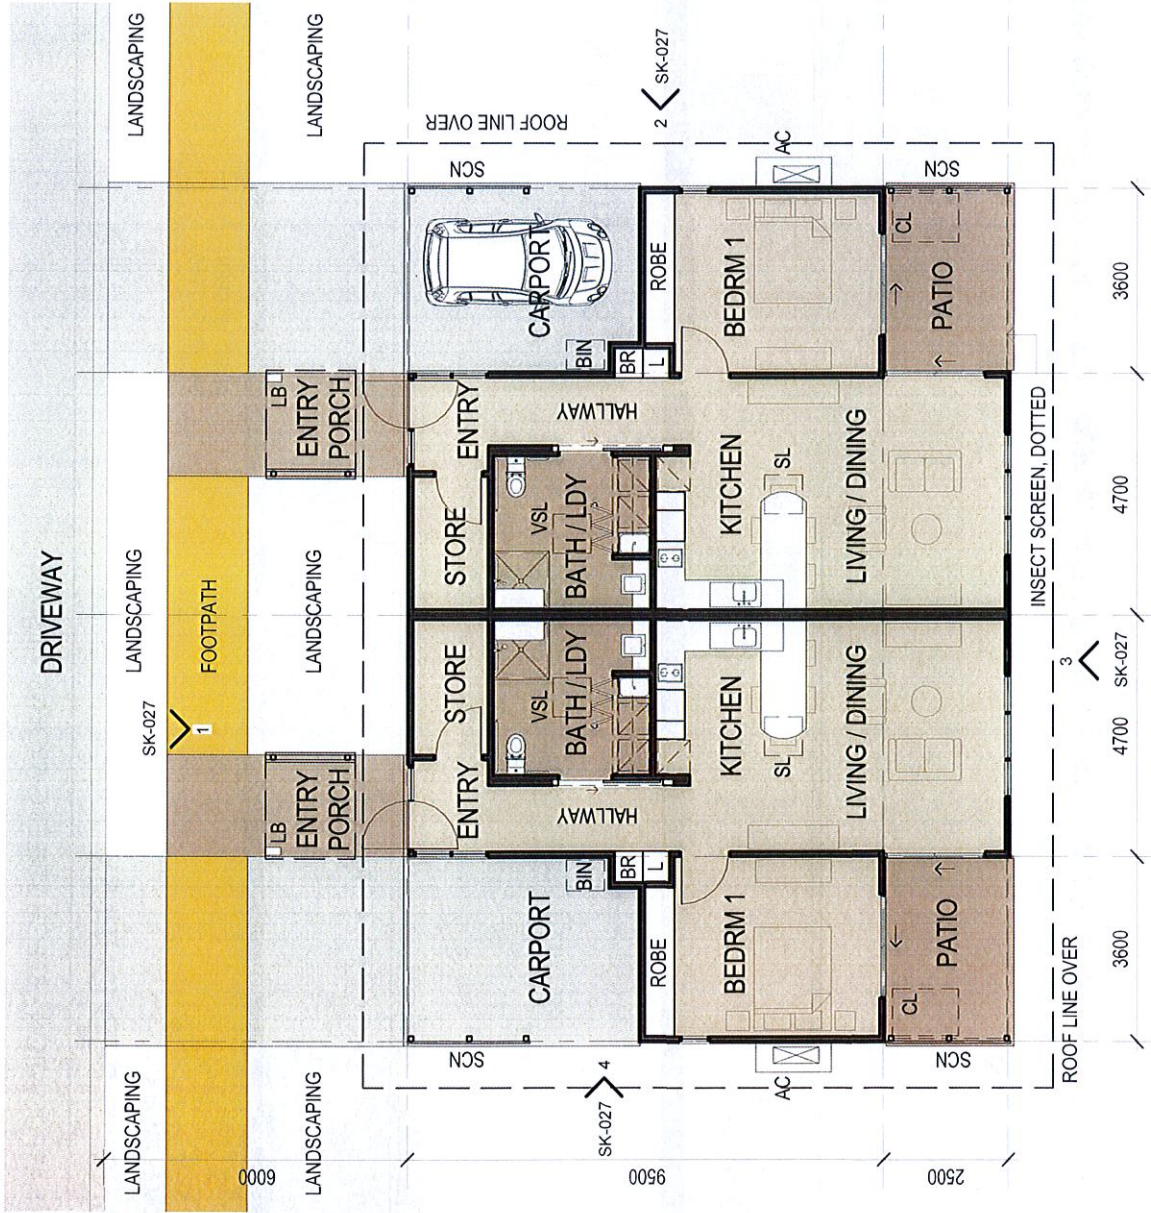 DRIVEWAY
LANDSCAPING
LANDSCAPING
LANDSCAPING
SK-027
1
FOOTPATH
LANDSCAPING
LANDSCAPING
LANDSCAPING
6000
LB
ENTRY
PORCH
LB
ENTRY
PORCH
ROOF LINE OVER
SCN
SCN
CARPORT
ENTRY
STORE
STORE
ENTRY
CARPORT
2
SK-027
SK-027
4
BIN
HALLWAY
VSL
BATH / LDY
VSL
BATH / LDY
HALLWAY
BIN
9500
ROBE
BR
L
BR
L
ROBE
BEDRM 1
KITCHEN
KITCHEN
BEDRM 1
AC
SL
SL
AC
LIVING / DINING
LIVING / DINING
SCN
CL
PATIO
PATIO
CL
SCN
2500
ROOF LINE OVER
3
SK-027
INSECT SCREEN, DOTTED
3600
4700
4700
3600